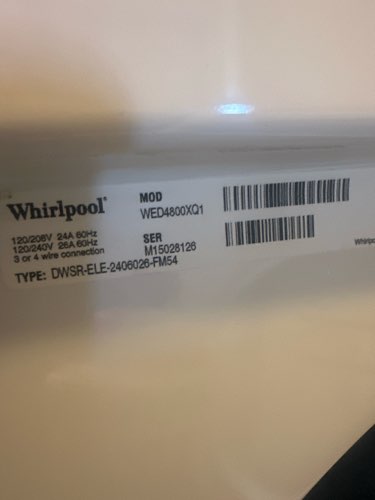 Whirlpool
MOD
WED4800XQ1
120/208V 24A 60Hz
120/240V 26A 60Hz
3 or 4 wire connection
SER
M15028126
TYPE: DWSR-ELE-2406026-FM54